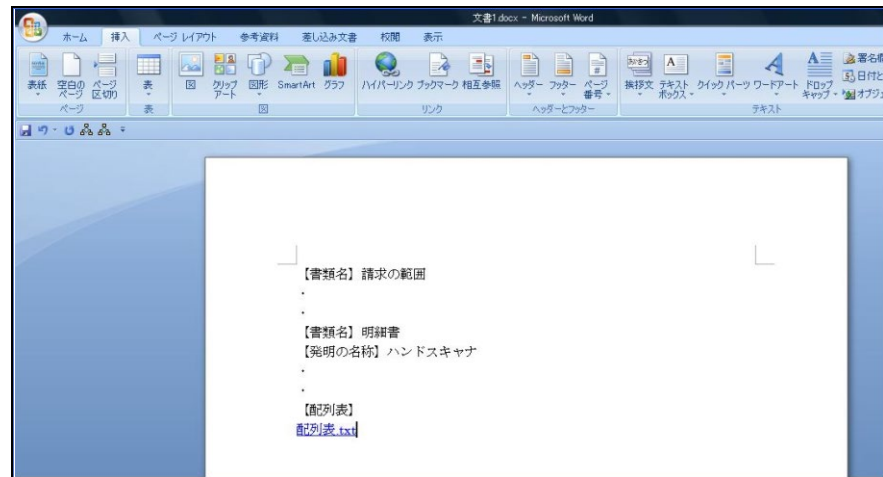 文書1.docx - Microsoft Word
ホーム 挿入 ページ レイアウト 参考資料 差し込み文書 校閲 表示
表紙 空白のページ ページ区切り 表 図 クリップアート 図形 SmartArt グラフ ハイパーリンク ブックマーク 相互参照 ヘッダー フッター ページ番号 挨拶文 テキストボックス クイック パーツ ワードアート ドロップキャップ
ページ 表 図 リンク ヘッダーとフッター テキスト
【書類名】請求の範囲
・
・
【書類名】明細書
【発明の名称】ハンドスキャナ
・
・
【配列表】
配列表.txt